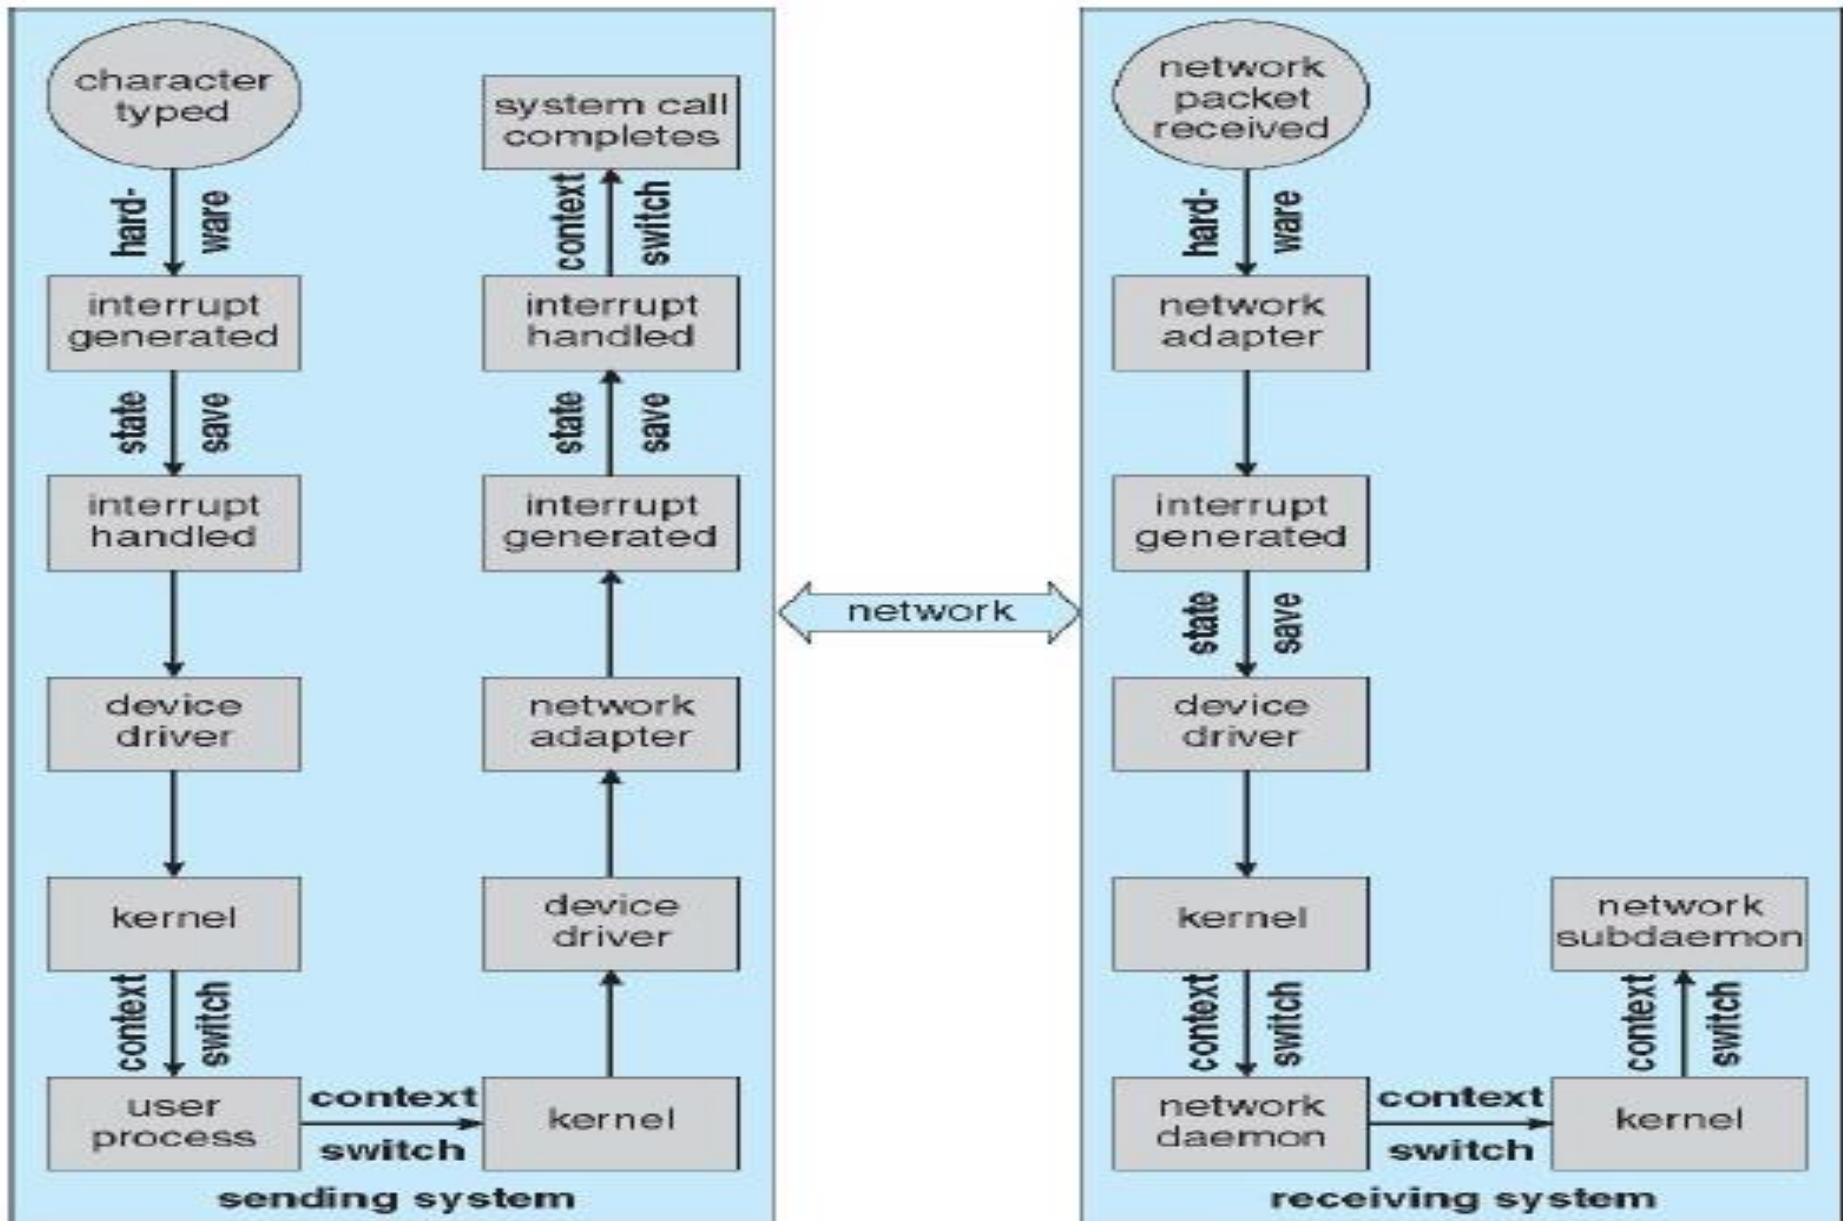 character
typed
hard-
ware
interrupt
generated
state
save
interrupt
handled
device
driver
kernel
context
switch
user
process
context
switch
kernel
device
driver
network
adapter
interrupt
generated
state
save
interrupt
handled
context
switch
system call
completes
sending system
network
network
packet
received
hard-
ware
network
adapter
interrupt
generated
state
save
device
driver
kernel
context
switch
network
daemon
context
switch
kernel
context
switch
network
subdaemon
receiving system